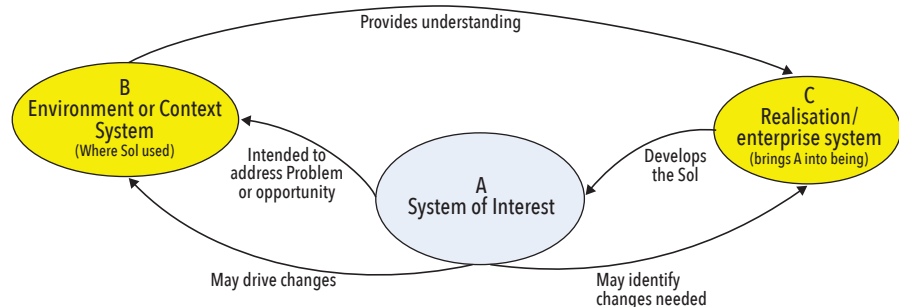 Provides understanding
B
Environment or Context
System
(Where SoI used)
C
Realisation/
enterprise system
(brings A into being)
Intended to
address Problem
or opportunity
A
System of Interest
Develops
the SoI
May drive changes
May identify
changes needed